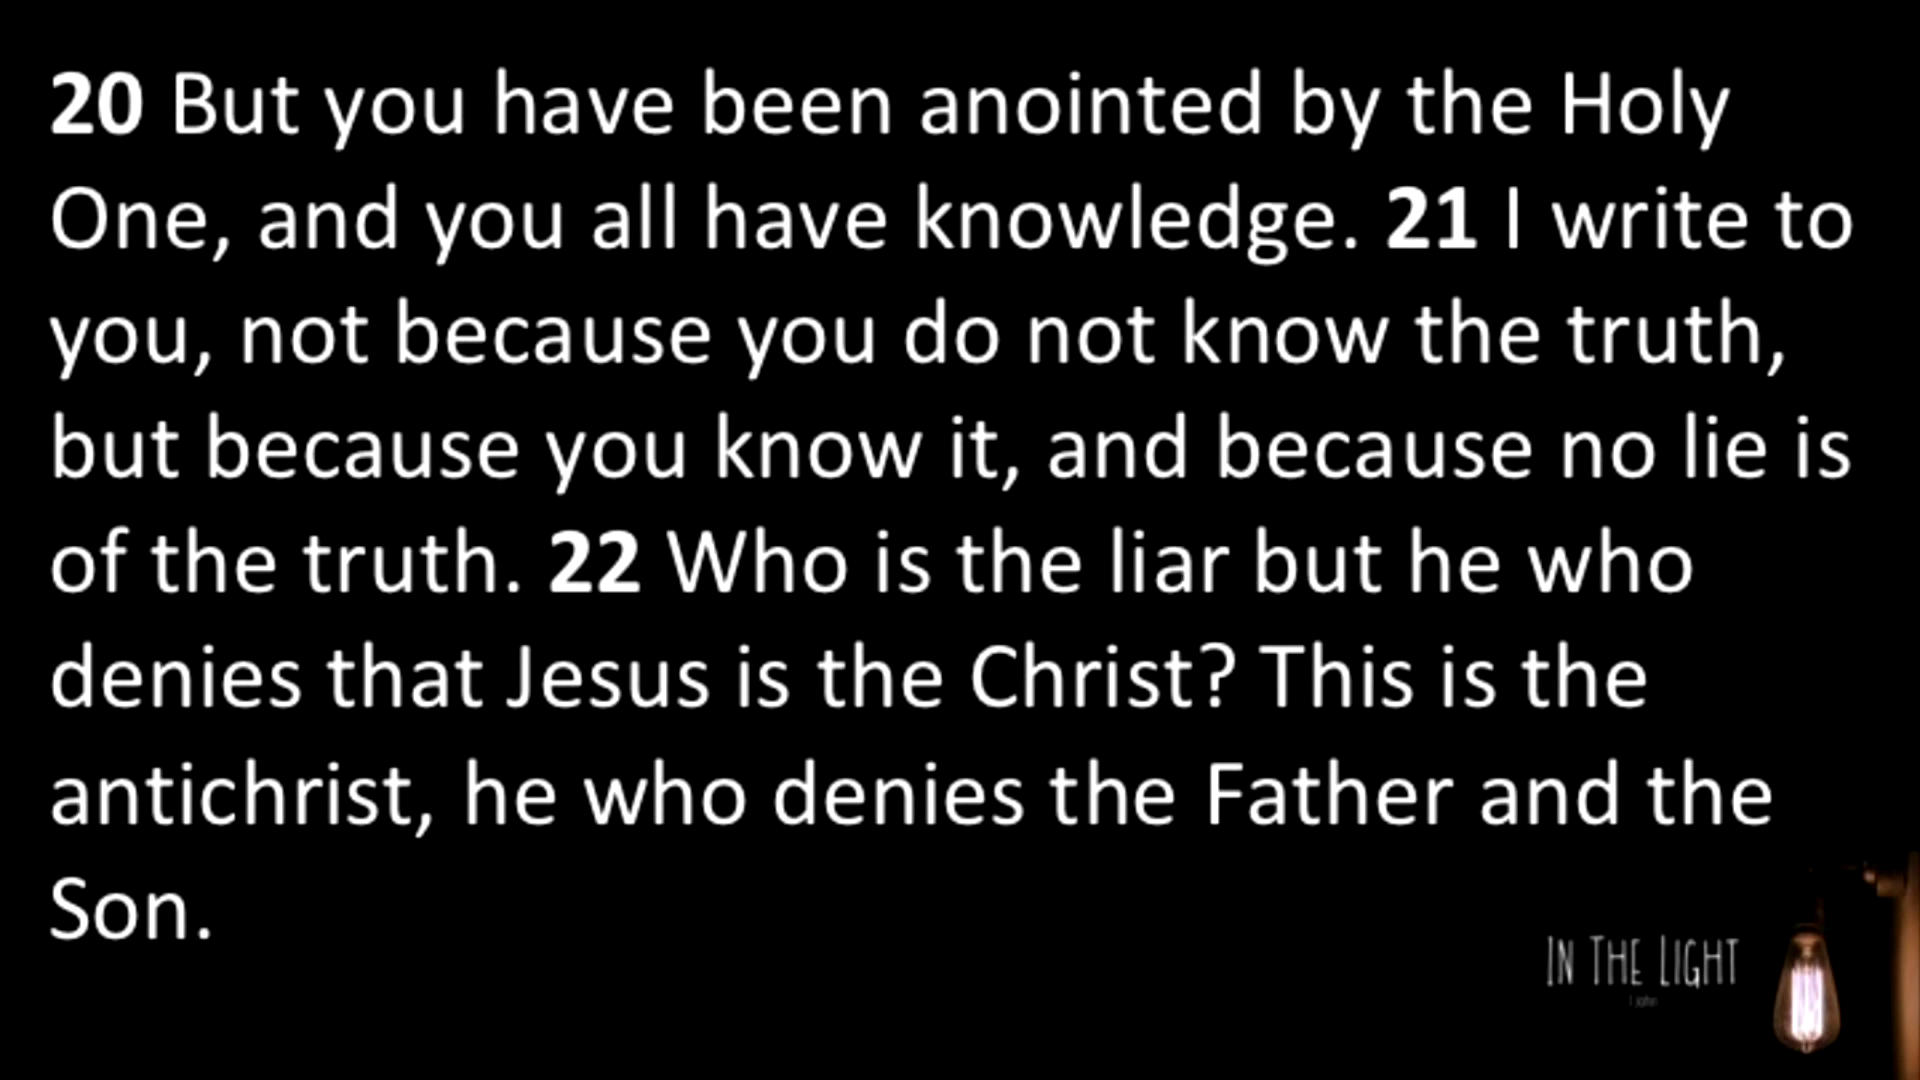 20 But you have been anointed by the Holy
One, and you all have knowledge. 21 I write to
you, not because you do not know the truth,
but because you know it, and because no lie is
of the truth. 22 Who is the liar but he who
denies that Jesus is the Christ? This is the
antichrist, he who denies the Father and the
Son.
IN THE LIGHT
1 john